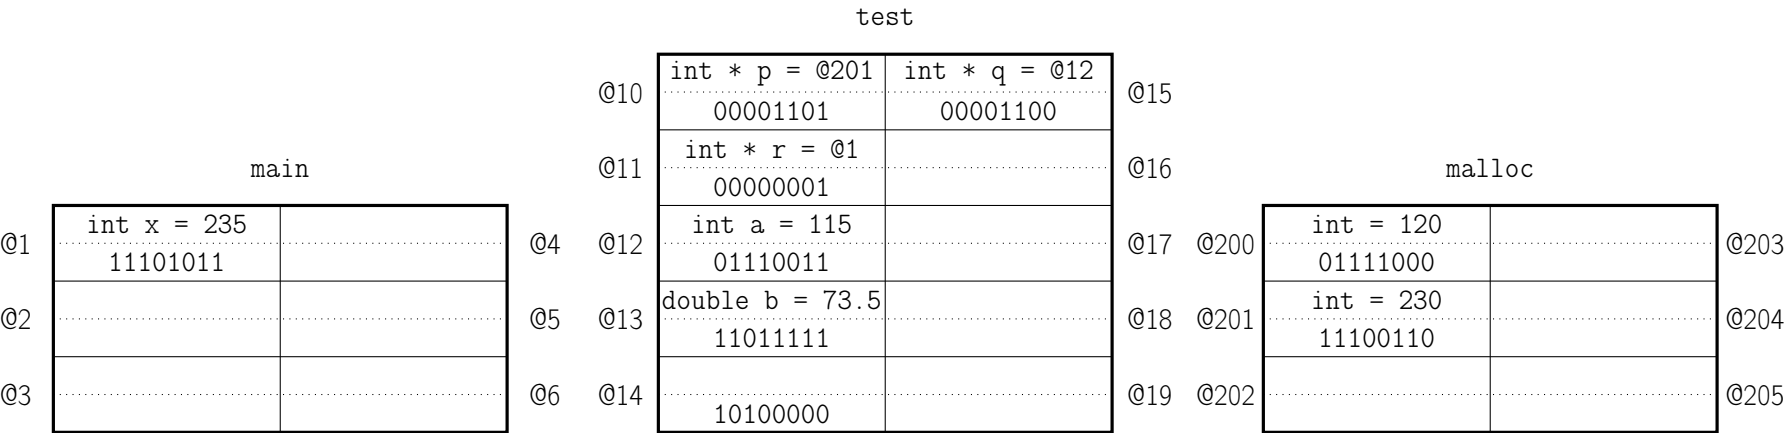 test
@10 int * p = @201 int * q = @12 @15
00001101 00001100
@11 int * r = @1 @16
00000001
main
@1 int x = 235 @4
11101011
@2 @5
@3 @6
@12 int a = 115 @17
01110011
@13 double b = 73.5 @18
11011111
@14 @19
10100000
malloc
@200 int = 120 @203
01111000
@201 int = 230 @204
11100110
@202 @205